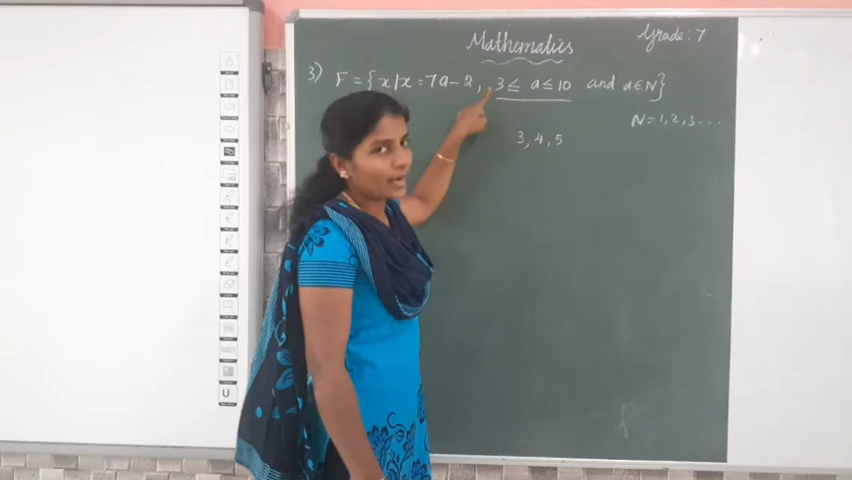 Mathematics
Grade: 7
3) F = {x/x = 7a - 2, 3 ≤ a ≤ 10 and a ∈ N}
N = 1, 2, 3 ...
3, 4, 5